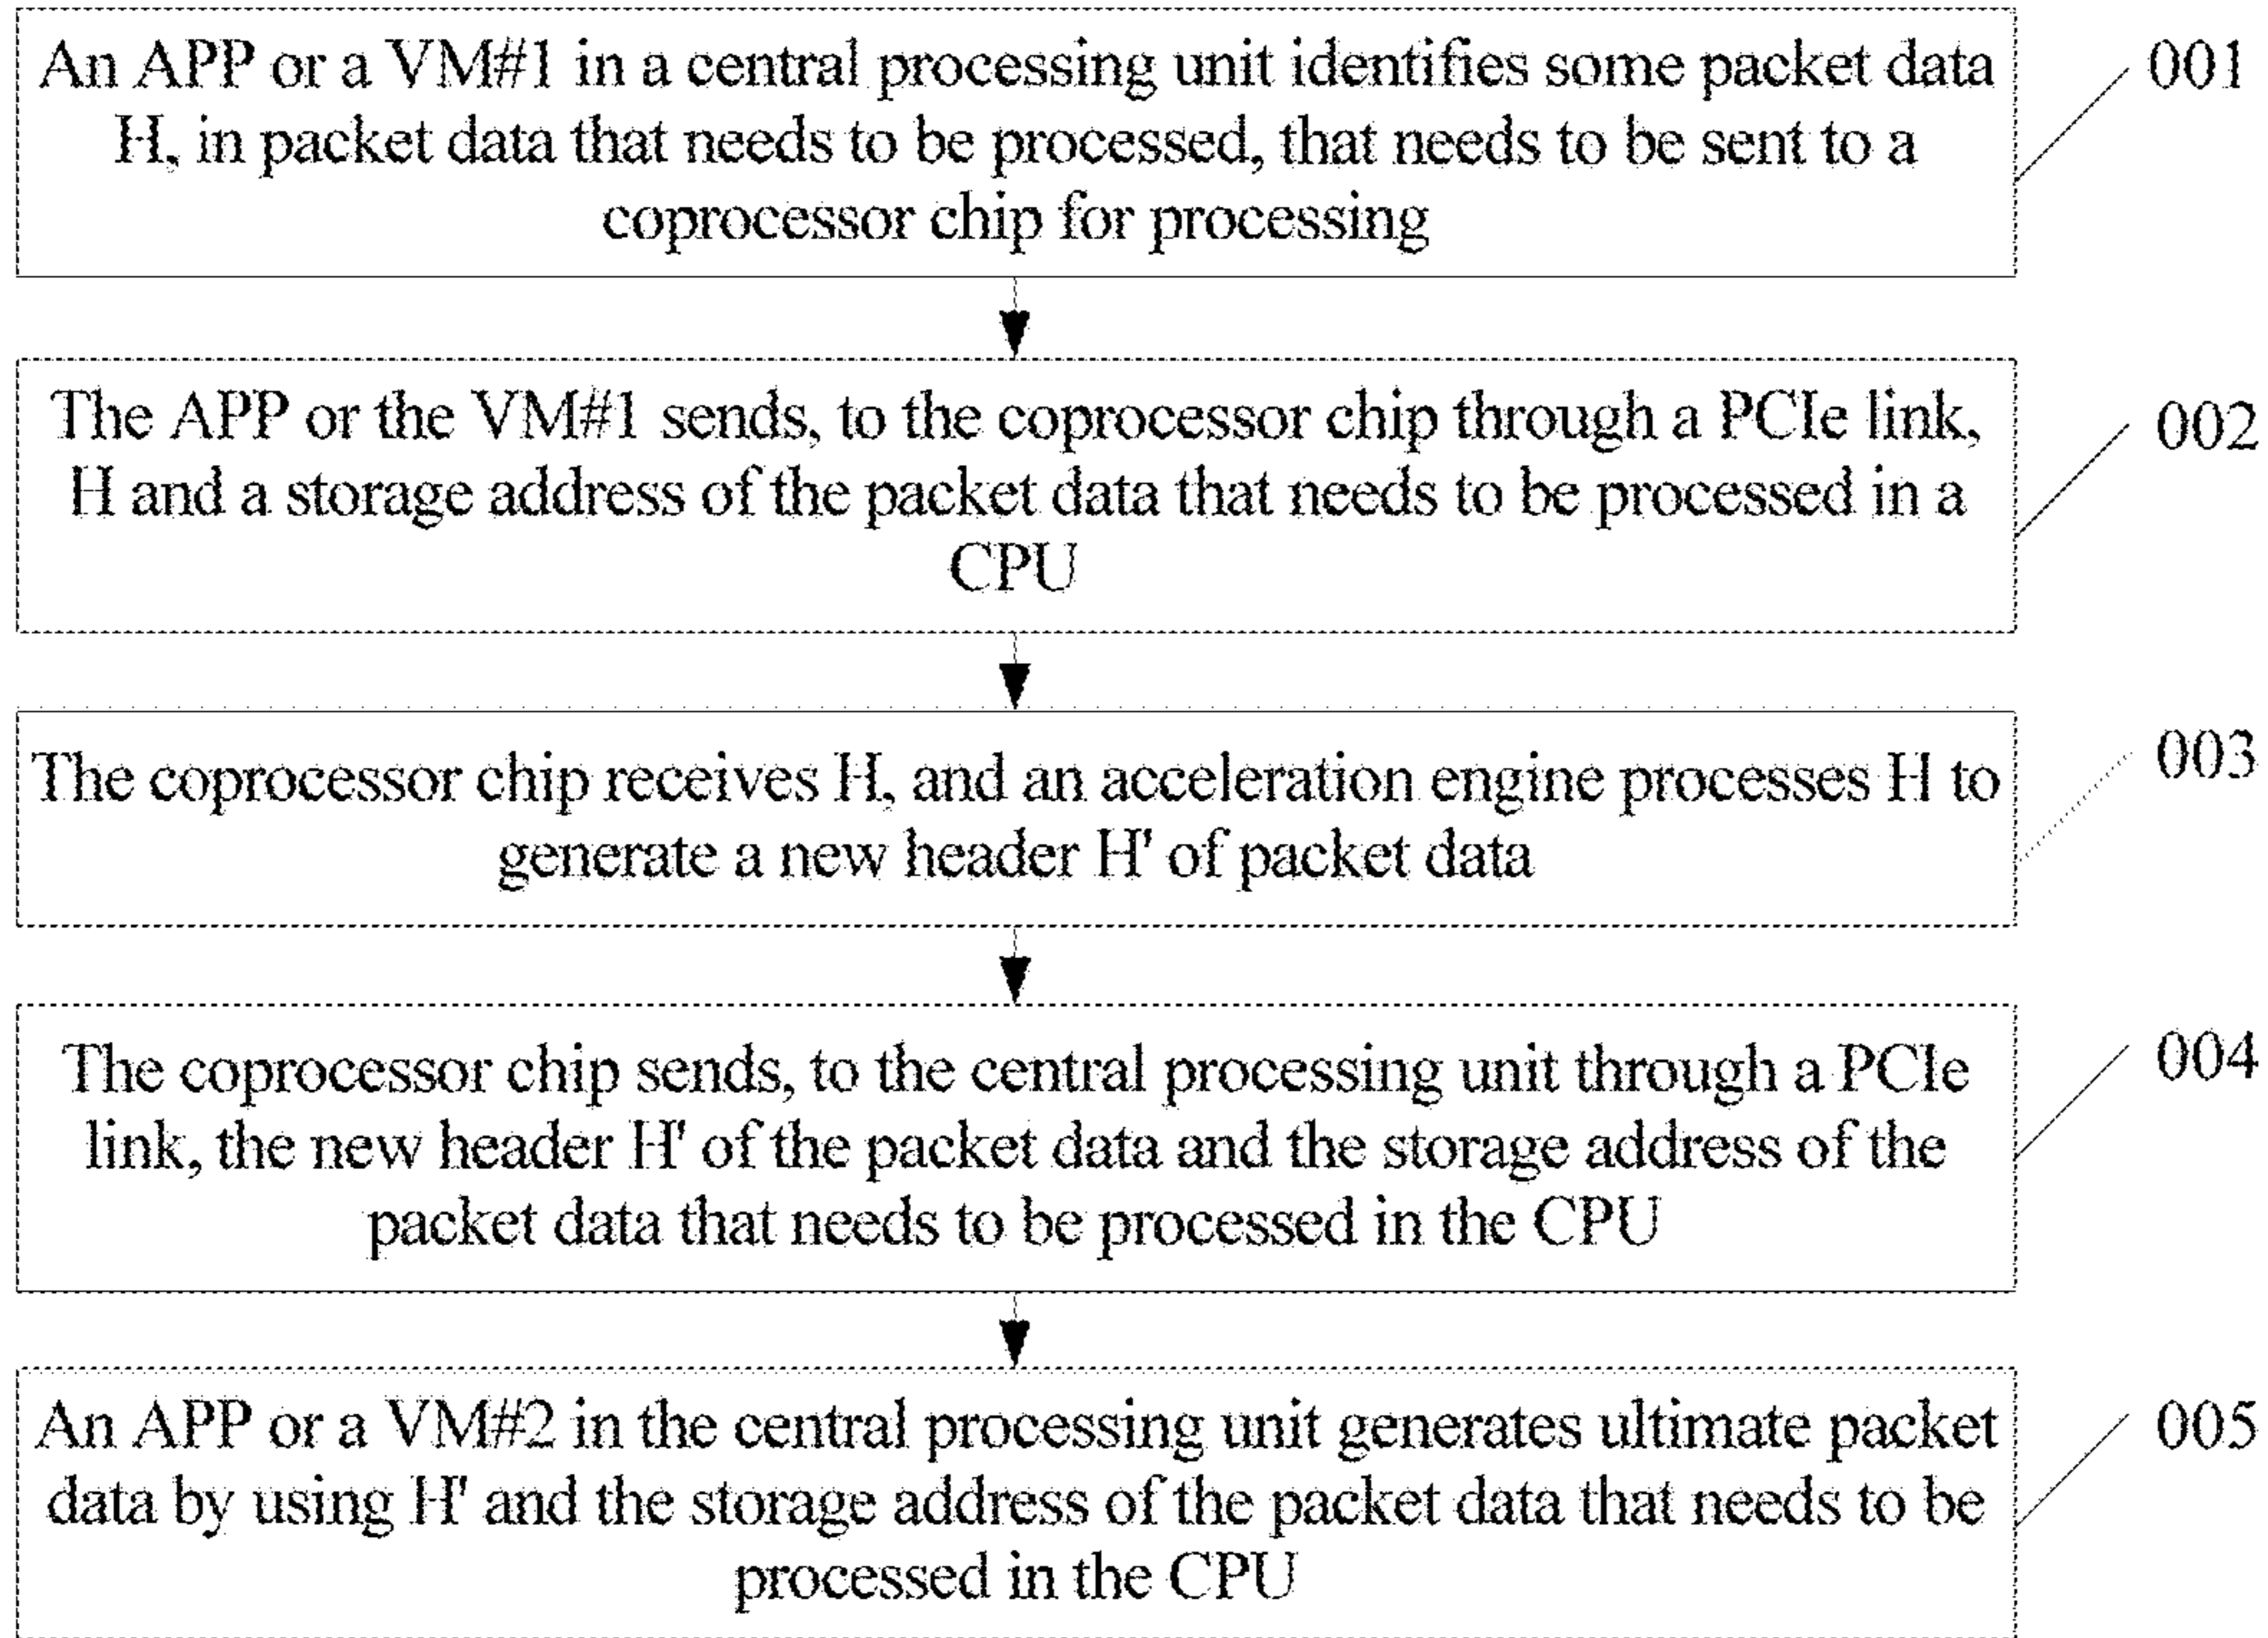 An APP or a VM#1 in a central processing unit identifies some packet data
H, in packet data that needs to be processed, that needs to be sent to a
coprocessor chip for processing
001
The APP or the VM#1 sends, to the coprocessor chip through a PCIe link,
H and a storage address of the packet data that needs to be processed in a
CPU
002
The coprocessor chip receives H, and an acceleration engine processes H to
generate a new header H' of packet data
003
The coprocessor chip sends, to the central processing unit through a PCIe
link, the new header H' of the packet data and the storage address of the
packet data that needs to be processed in the CPU
004
An APP or a VM#2 in the central processing unit generates ultimate packet
data by using H' and the storage address of the packet data that needs to be
processed in the CPU
005